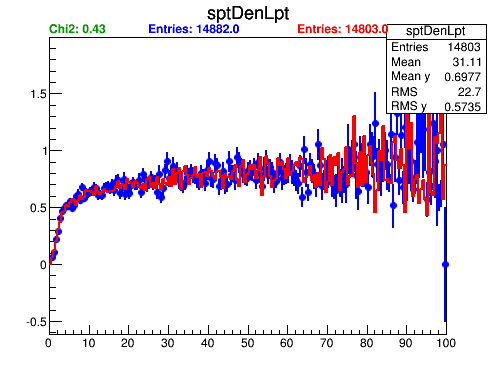 sptDenLpt
Chi2: 0.43 Entries: 14882.0 Entries: 14803.0
sptDenLpt
Entries 14803
Mean 31.11
Mean y 0.6977
RMS 22.7
RMS y 0.5735
1.5
1
0.5
0
-0.5
0 10 20 30 40 50 60 70 80 90 100